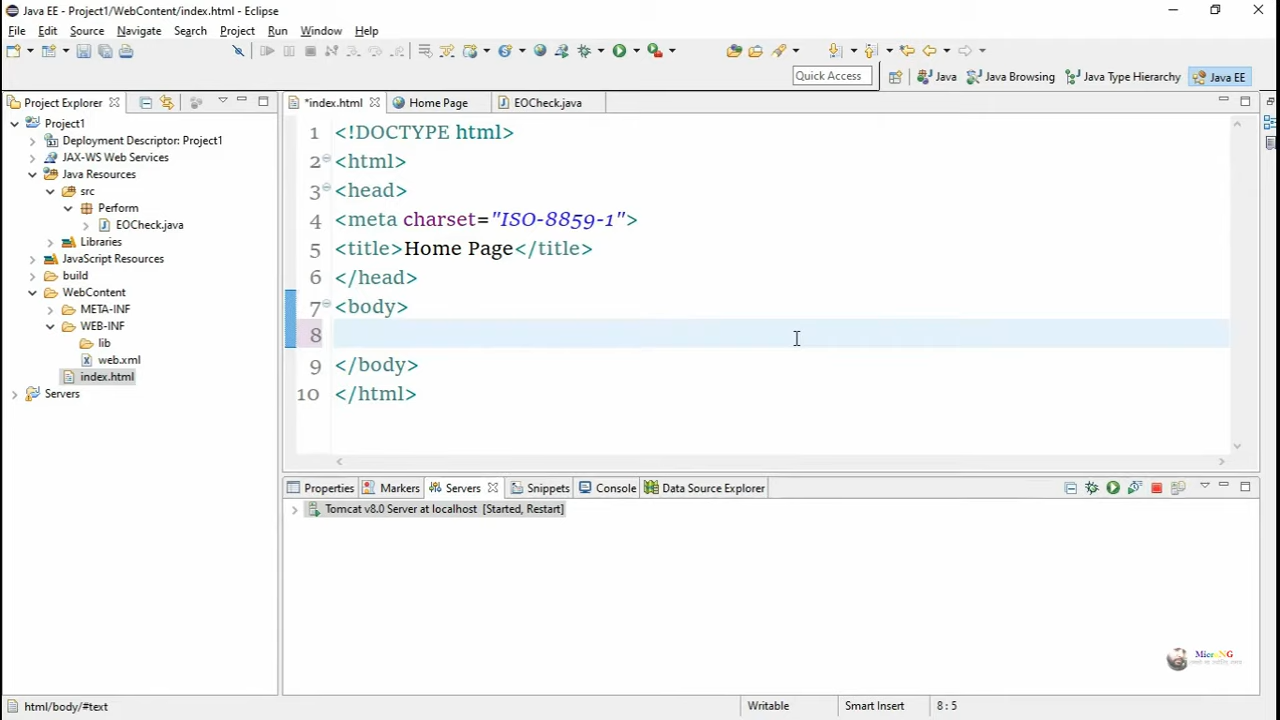 Java EE - Project1/WebContent/index.html - Eclipse
File Edit Source Navigate Search Project Run Window Help
Quick Access Java Java Browsing Java Type Hierarchy Java EE
Project Explorer
Project1
Deployment Descriptor: Project1
JAX-WS Web Services
Java Resources
src
Perform
EOCheck.java
Libraries
JavaScript Resources
build
WebContent
META-INF
WEB-INF
lib
web.xml
index.html
Servers
*index.html Home Page EOCheck.java
1 <!DOCTYPE html>
2 <html>
3 <head>
4 <meta charset="ISO-8859-1">
5 <title>Home Page</title>
6 </head>
7 <body>
8
9 </body>
10 </html>
Properties Markers Servers Snippets Console Data Source Explorer
Tomcat v8.0 Server at localhost [Started, Restart]
html/body/#text Writable Smart Insert 8 : 5